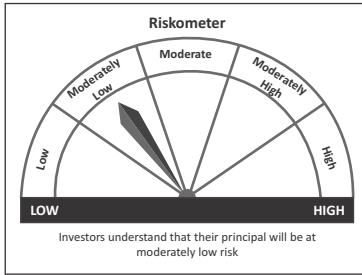 Riskometer
Low
Moderately
Low
Moderate
Moderately
High
High
LOW
HIGH
Investors understand that their principal will be at
moderately low risk